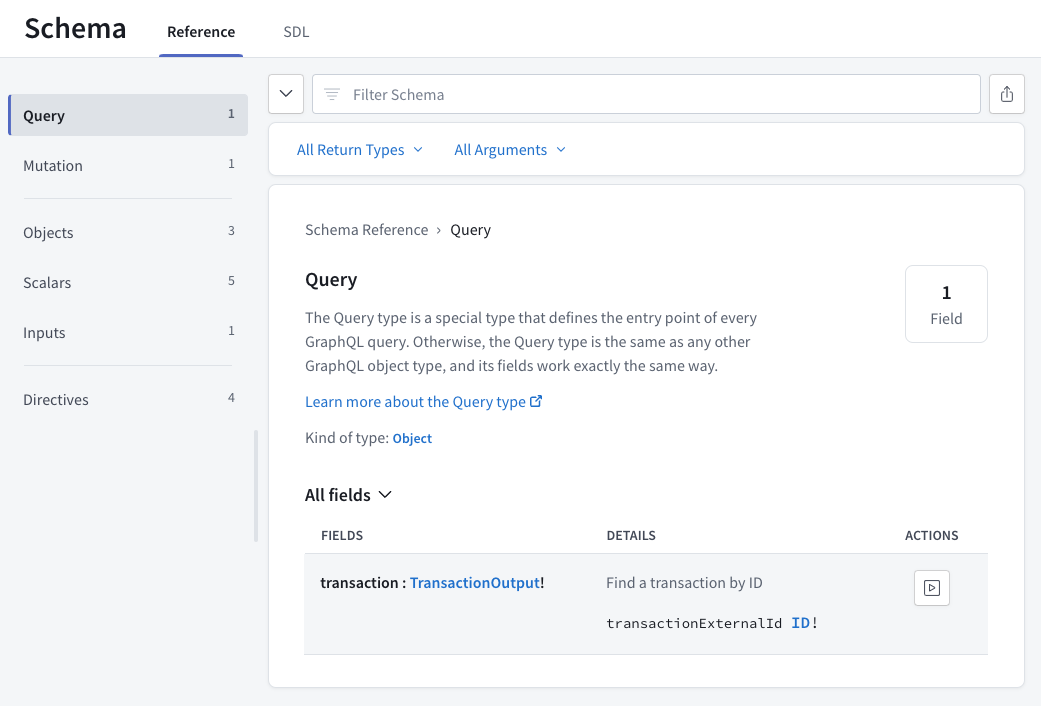 Schema
Reference
SDL
Query 1
Mutation 1
Objects 3
Scalars 5
Inputs 1
Directives 4
Filter Schema
All Return Types
All Arguments
Schema Reference › Query
Query
The Query type is a special type that defines the entry point of every
GraphQL query. Otherwise, the Query type is the same as any other
GraphQL object type, and its fields work exactly the same way.
Learn more about the Query type
Kind of type: Object
1
Field
All fields
FIELDS DETAILS ACTIONS
transaction : TransactionOutput! Find a transaction by ID
transactionExternalId ID!